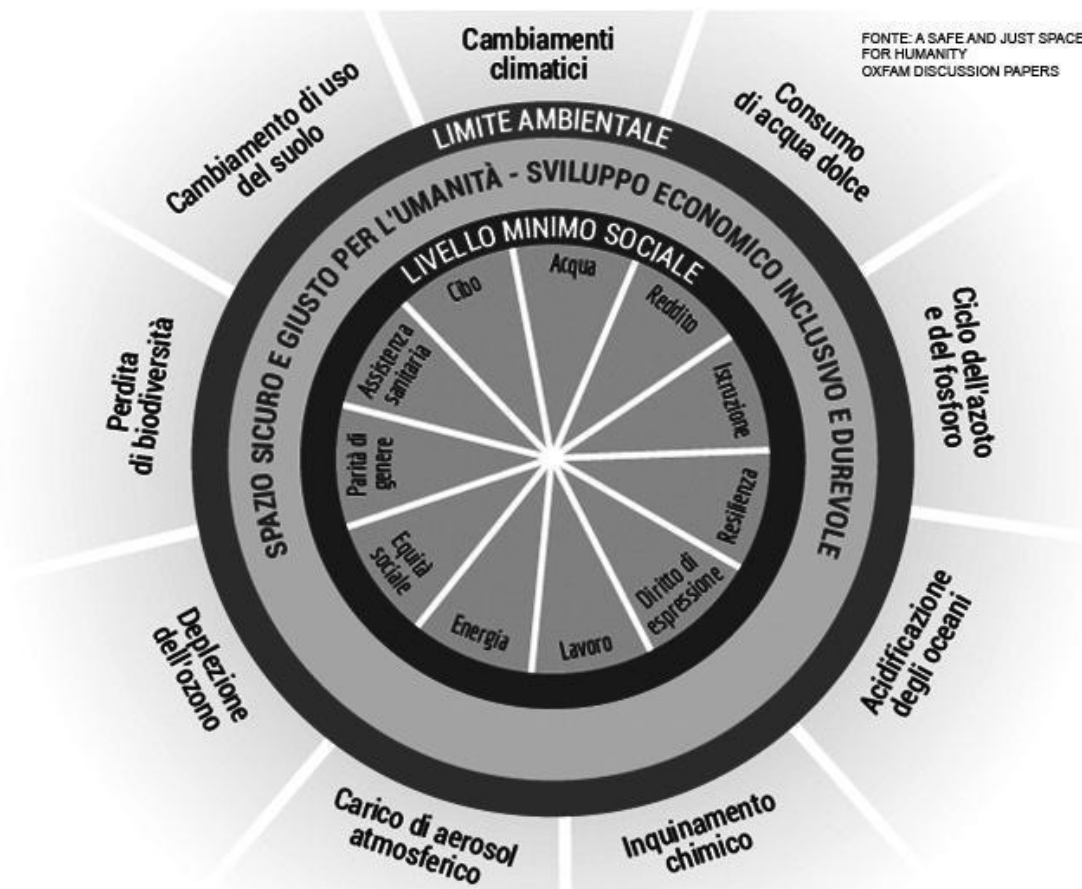 FONTE: A SAFE AND JUST SPACE
FOR HUMANITY
OXFAM DISCUSSION PAPERS
Cambiamenti
climatici
Consumo
di acqua dolce
Ciclo dell'azoto
e del fosforo
Acidificazione
degli oceani
Inquinamento
chimico
Carico di aerosol
atmosferico
Deplezione
dell'ozono
Perdita
di biodiversità
Cambiamento di uso
del suolo
LIMITE AMBIENTALE
SPAZIO SICURO E GIUSTO PER L'UMANITÀ - SVILUPPO ECONOMICO INCLUSIVO E DUREVOLE
LIVELLO MINIMO SOCIALE
Acqua
Reddito
Istruzione
Resilienza
Diritto di
espressione
Lavoro
Energia
Equità
sociale
Parità di
genere
Assistenza
sanitaria
Cibo